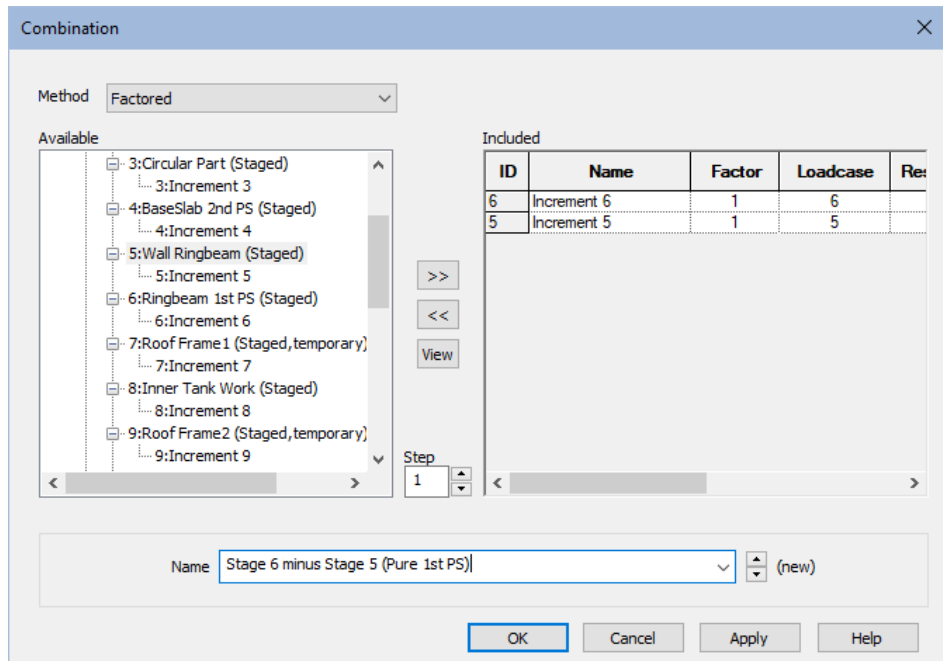 Combination
Method Factored
Available
3:Circular Part (Staged)
3:Increment 3
4:BaseSlab 2nd PS (Staged)
4:Increment 4
5:Wall Ringbeam (Staged)
5:Increment 5
6:Ringbeam 1st PS (Staged)
6:Increment 6
7:Roof Frame1 (Staged,temporary)
7:Increment 7
8:Inner Tank Work (Staged)
8:Increment 8
9:Roof Frame2 (Staged,temporary)
9:Increment 9
>>
<<
View
Step
1
Included
ID Name Factor Loadcase Res
6 Increment 6 1 6
5 Increment 5 1 5
Name Stage 6 minus Stage 5 (Pure 1st PS) (new)
OK Cancel Apply Help